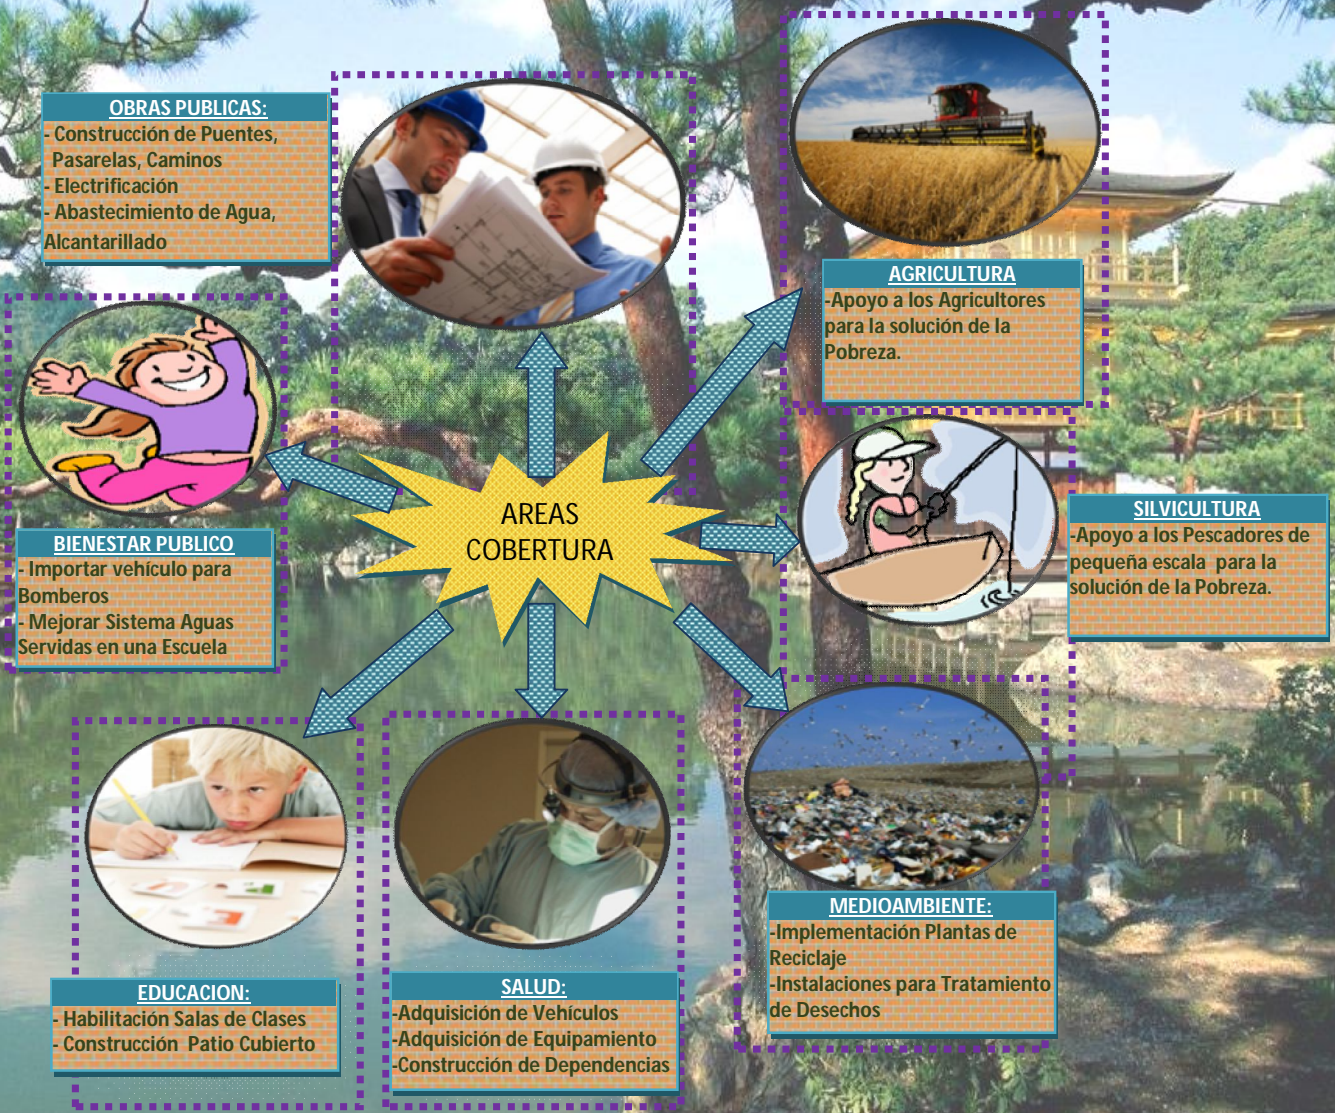 OBRAS PUBLICAS:
- Construcción de Puentes,
Pasarelas, Caminos
- Electrificación
- Abastecimiento de Agua,
Alcantarillado
AGRICULTURA
-Apoyo a los Agricultores
para la solución de la
Pobreza.
BIENESTAR PUBLICO
- Importar vehículo para
Bomberos
- Mejorar Sistema Aguas
Servidas en una Escuela
AREAS
COBERTURA
SILVICULTURA
-Apoyo a los Pescadores de
pequeña escala para la
solución de la Pobreza.
EDUCACION:
- Habilitación Salas de Clases
- Construcción Patio Cubierto
SALUD:
-Adquisición de Vehículos
-Adquisición de Equipamiento
-Construcción de Dependencias
MEDIOAMBIENTE:
-Implementación Plantas de
Reciclaje
-Instalaciones para Tratamiento
de Desechos